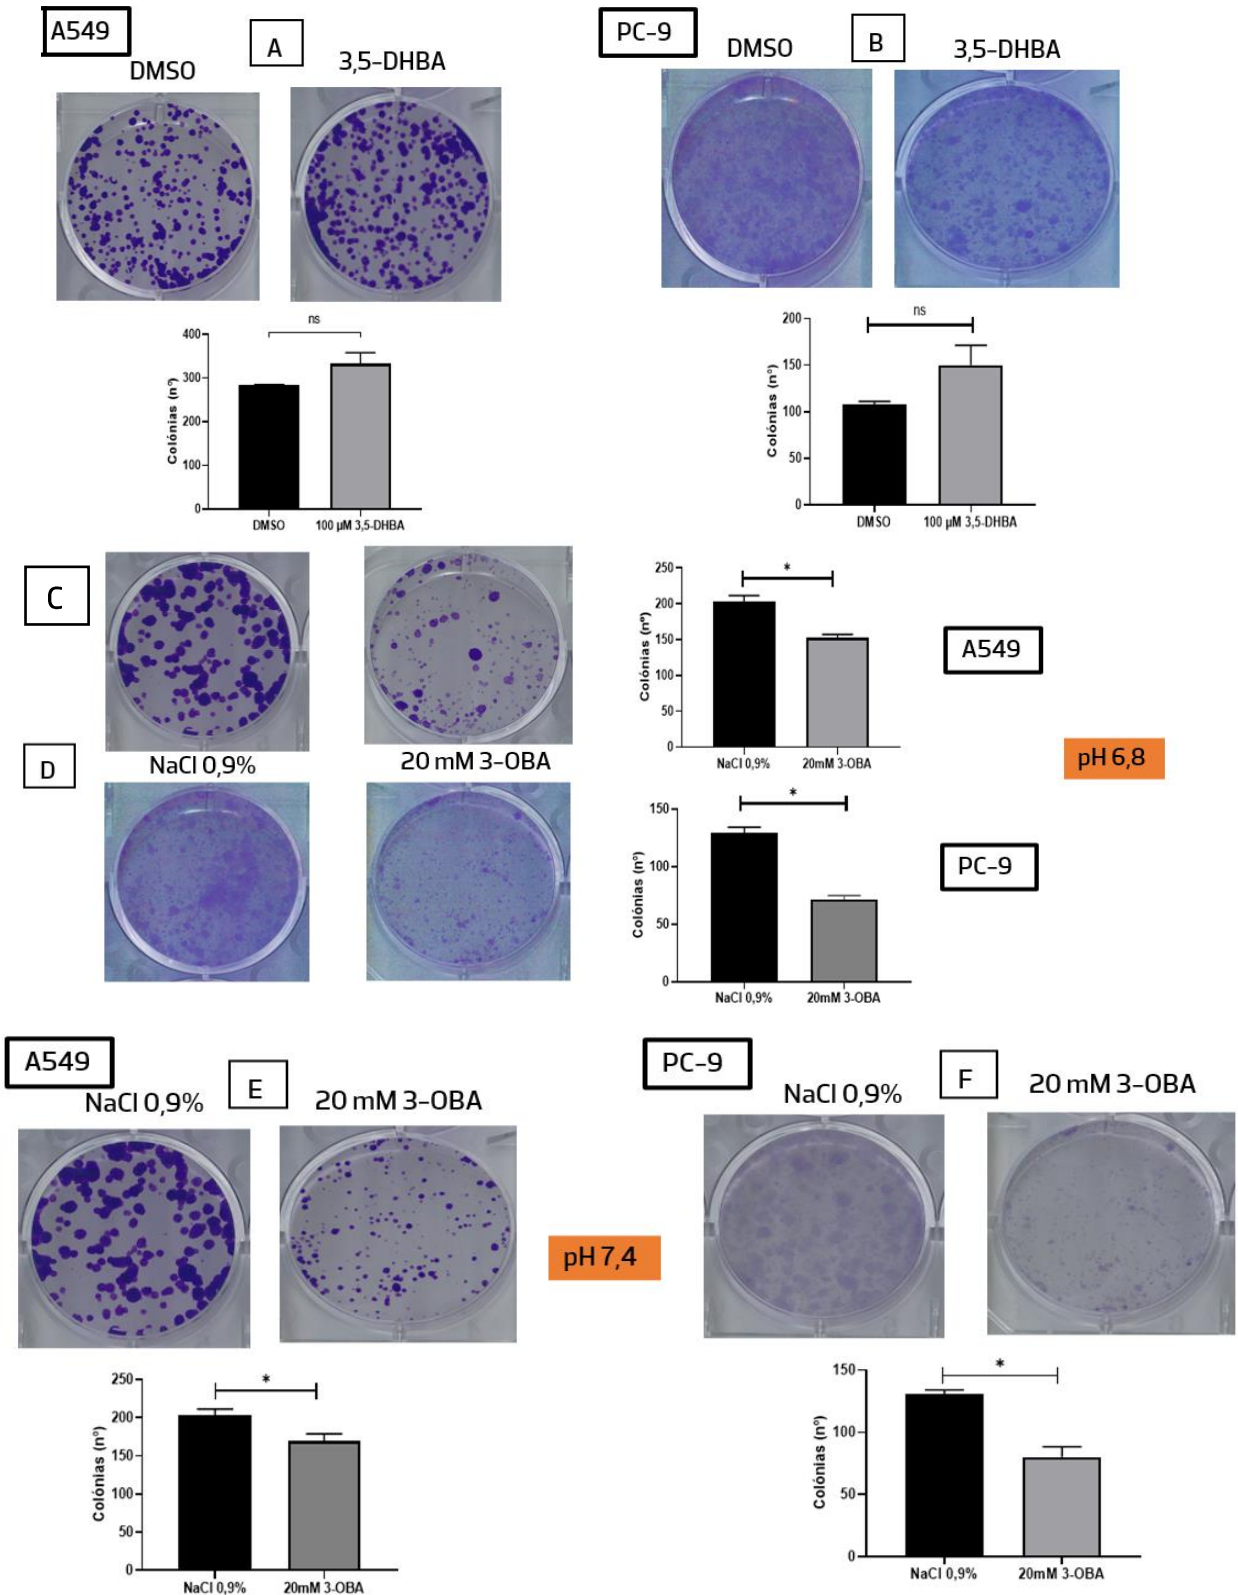 A549
A
DMSO
3,5-DHBA
PC-9
B
DMSO
3,5-DHBA
ns
400
300
200
100
0
Colónias (nº)
DMSO
100 µM 3,5-DHBA
ns
200
150
100
50
0
Colónias (nº)
DMSO
100 µM 3,5-DHBA
C
D
NaCl 0,9%
20 mM 3-OBA
*
250
200
150
100
50
0
Colónias (nº)
NaCl 0,9%
20mM 3-OBA
A549
pH 6,8
*
150
100
50
0
Colónias (nº)
NaCl 0,9%
20mM 3-OBA
PC-9
A549
E
NaCl 0,9%
20 mM 3-OBA
pH 7,4
PC-9
F
NaCl 0,9%
20 mM 3-OBA
*
250
200
150
100
50
0
Colónias (nº)
NaCl 0,9%
20mM 3-OBA
*
150
100
50
0
Colónias (nº)
NaCl 0,9%
20mM 3-OBA